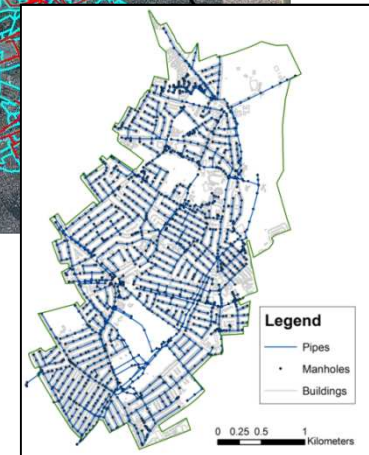 Legend
Pipes
Manholes
Buildings
0 0.25 0.5 1
Kilometers